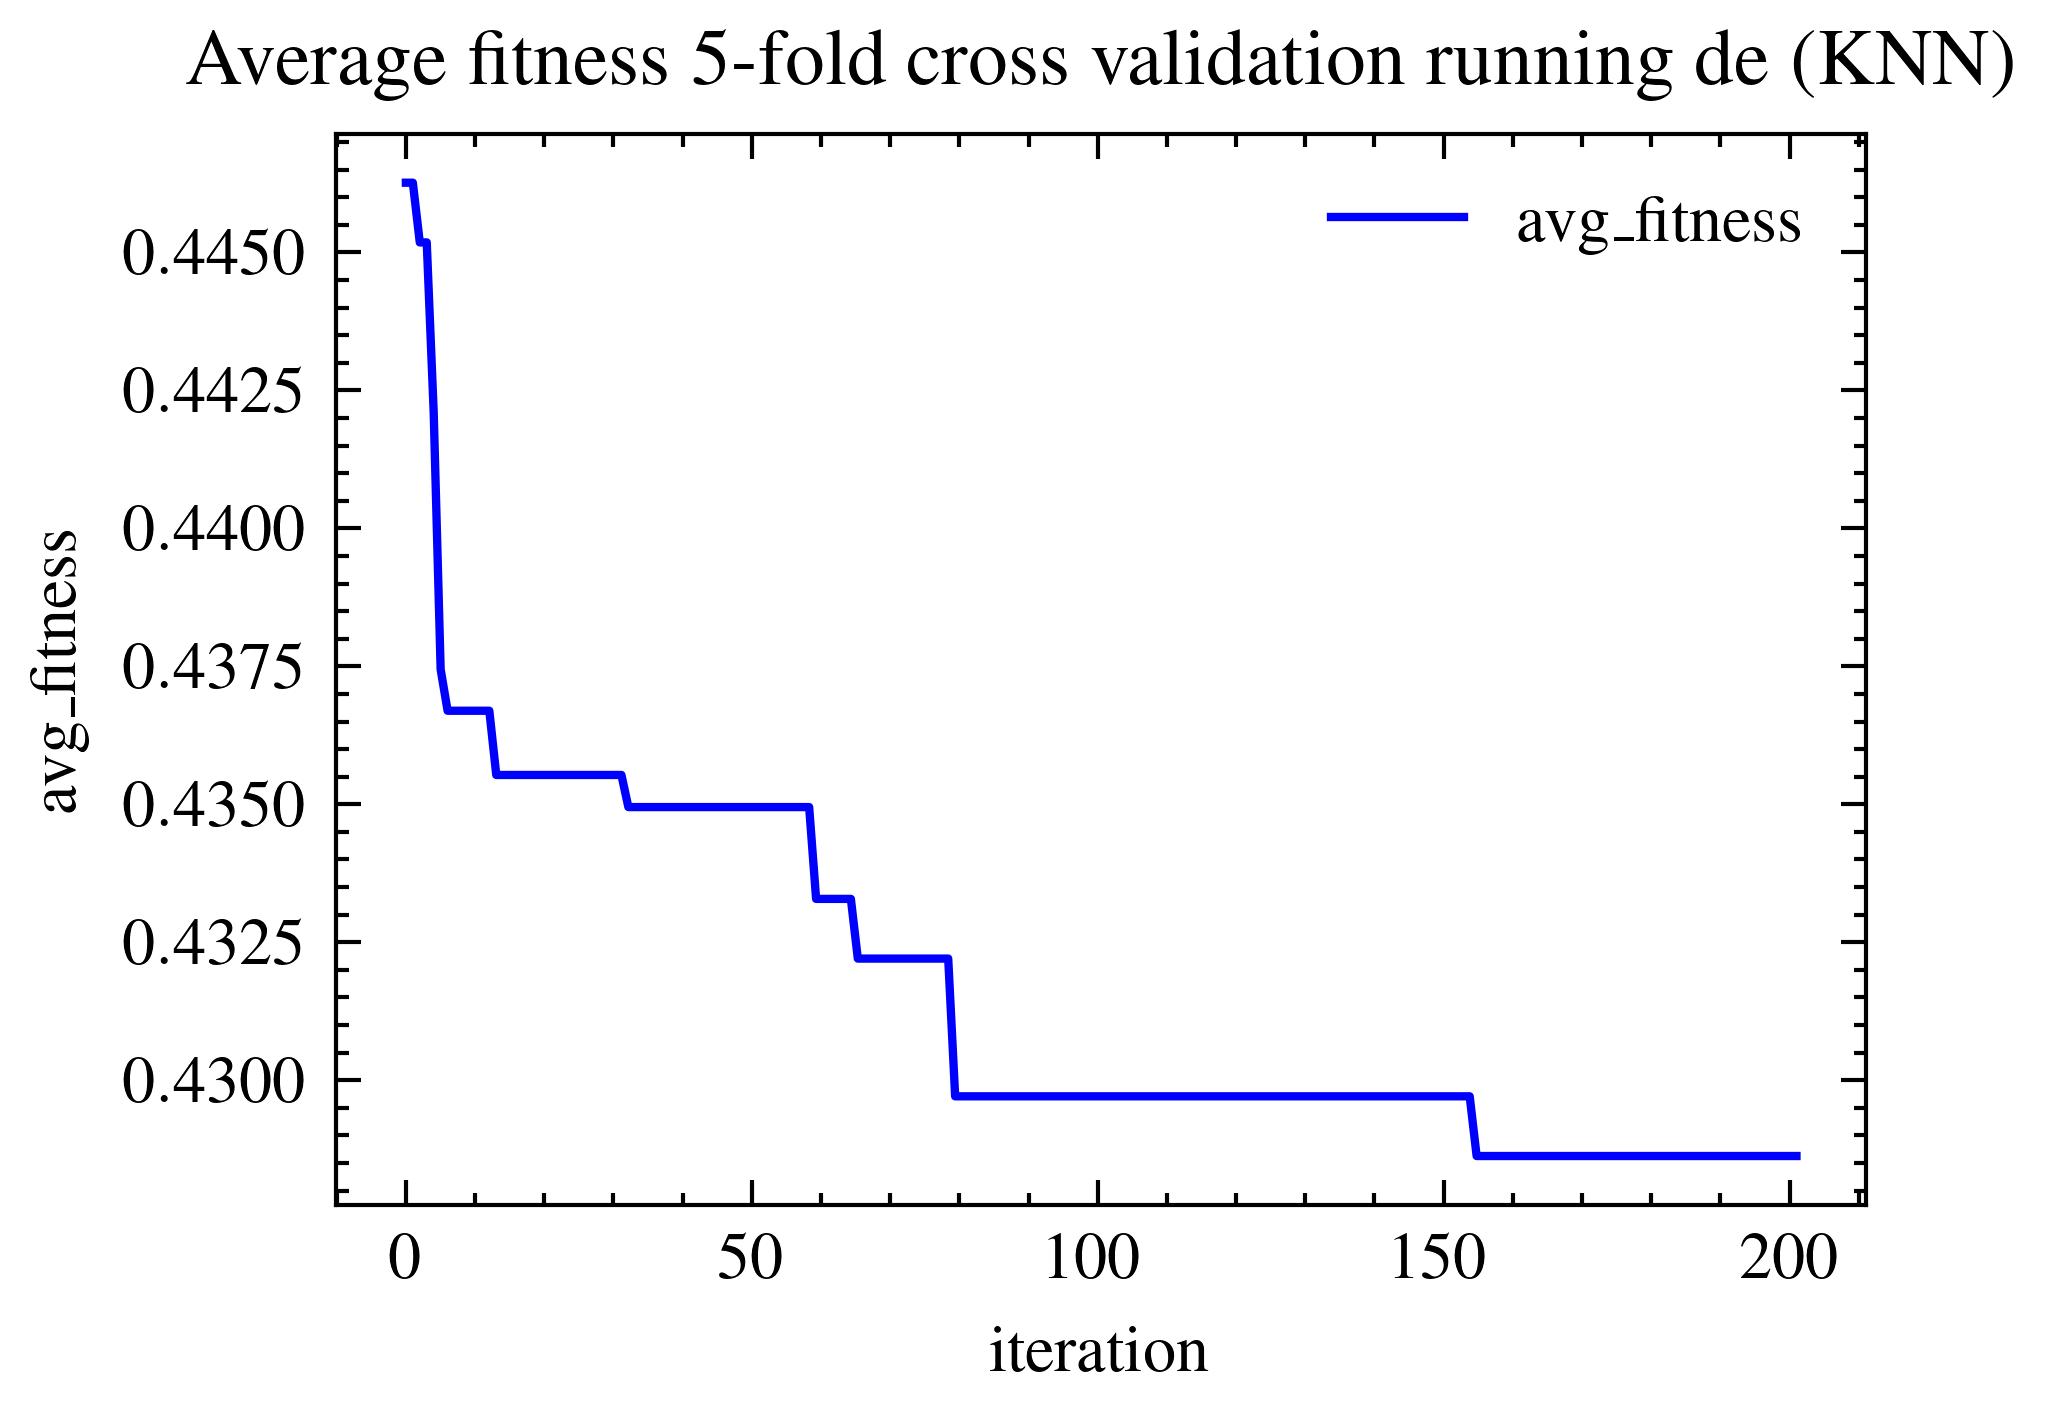 Average fitness 5-fold cross validation running de (KNN)
avg_fitness
0.4450
0.4425
0.4400
0.4375
0.4350
0.4325
0.4300
avg_fitness
0 50 100 150 200
iteration